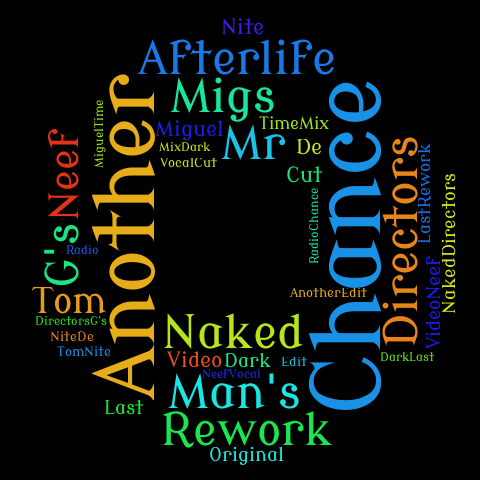 Nite
Afterlife
Migs
Miguel
TimeMix
MiguelTime
MixDark
Mr
De
VocalCut
Cut
Another
Chance
Neef
Directors
LastRework
NakedDirectors
RadioChance
G's
Radio
VideoNeef
Tom
AnotherEdit
DirectorsG's
NiteDe
TomNite
Naked
Video
Dark
Edit
DarkLast
NeefVocal
Man's
Last
Rework
Original